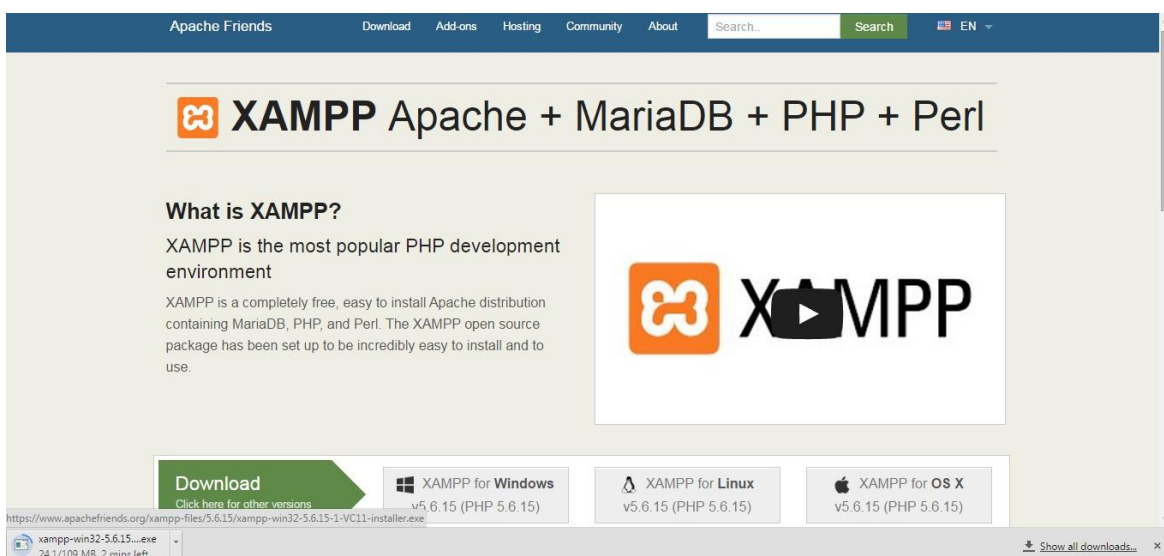 Apache Friends Download Add-ons Hosting Community About Search.. Search EN
XAMPP Apache + MariaDB + PHP + Perl
What is XAMPP?
XAMPP is the most popular PHP development
environment
XAMPP is a completely free, easy to install Apache distribution
containing MariaDB, PHP, and Perl. The XAMPP open source
package has been set up to be incredibly easy to install and to
use.
XAMPP
Download
Click here for other versions
XAMPP for Windows
v5.6.15 (PHP 5.6.15)
XAMPP for Linux
v5.6.15 (PHP 5.6.15)
XAMPP for OS X
v5.6.15 (PHP 5.6.15)
https://www.apachefriends.org/xampp-files/5.6.15/xampp-win32-5.6.15-1-VC11-installer.exe
xampp-win32-5.6.15....exe
24.1/109 MB, 2 mins left
Show all downloads...